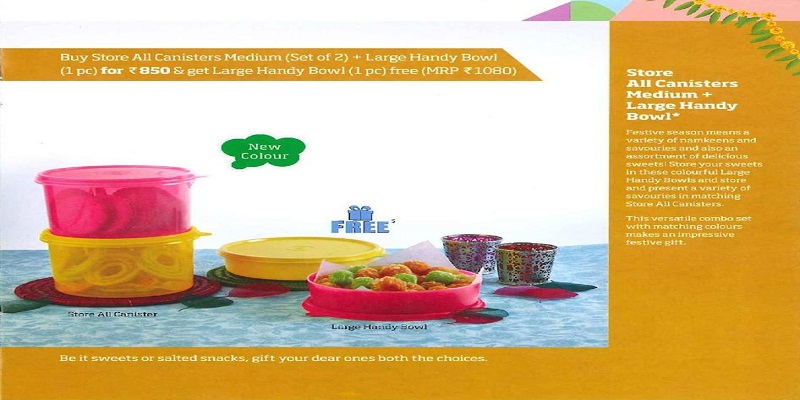 Buy Store All Canisters Medium (Set of 2) + Large Handy Bowl
(1 pc) for ₹850 & get Large Handy Bowl (1 pc) free (MRP ₹1080)
Store
All Canisters
Medium +
Large Handy
Bowl*
Festive season means a
variety of namkeens and
savouries and also an
assortment of delicious
sweets! Store your sweets
in these colourful Large
Handy Bowls and store
and present a variety of
savouries in matching
Store All Canisters.
This versatile combo set
with matching colours
makes an impressive
festive gift.
New
Colour
FREE$
Store All Canister
Large Handy Bowl
Be it sweets or salted snacks, gift your dear ones both the choices.